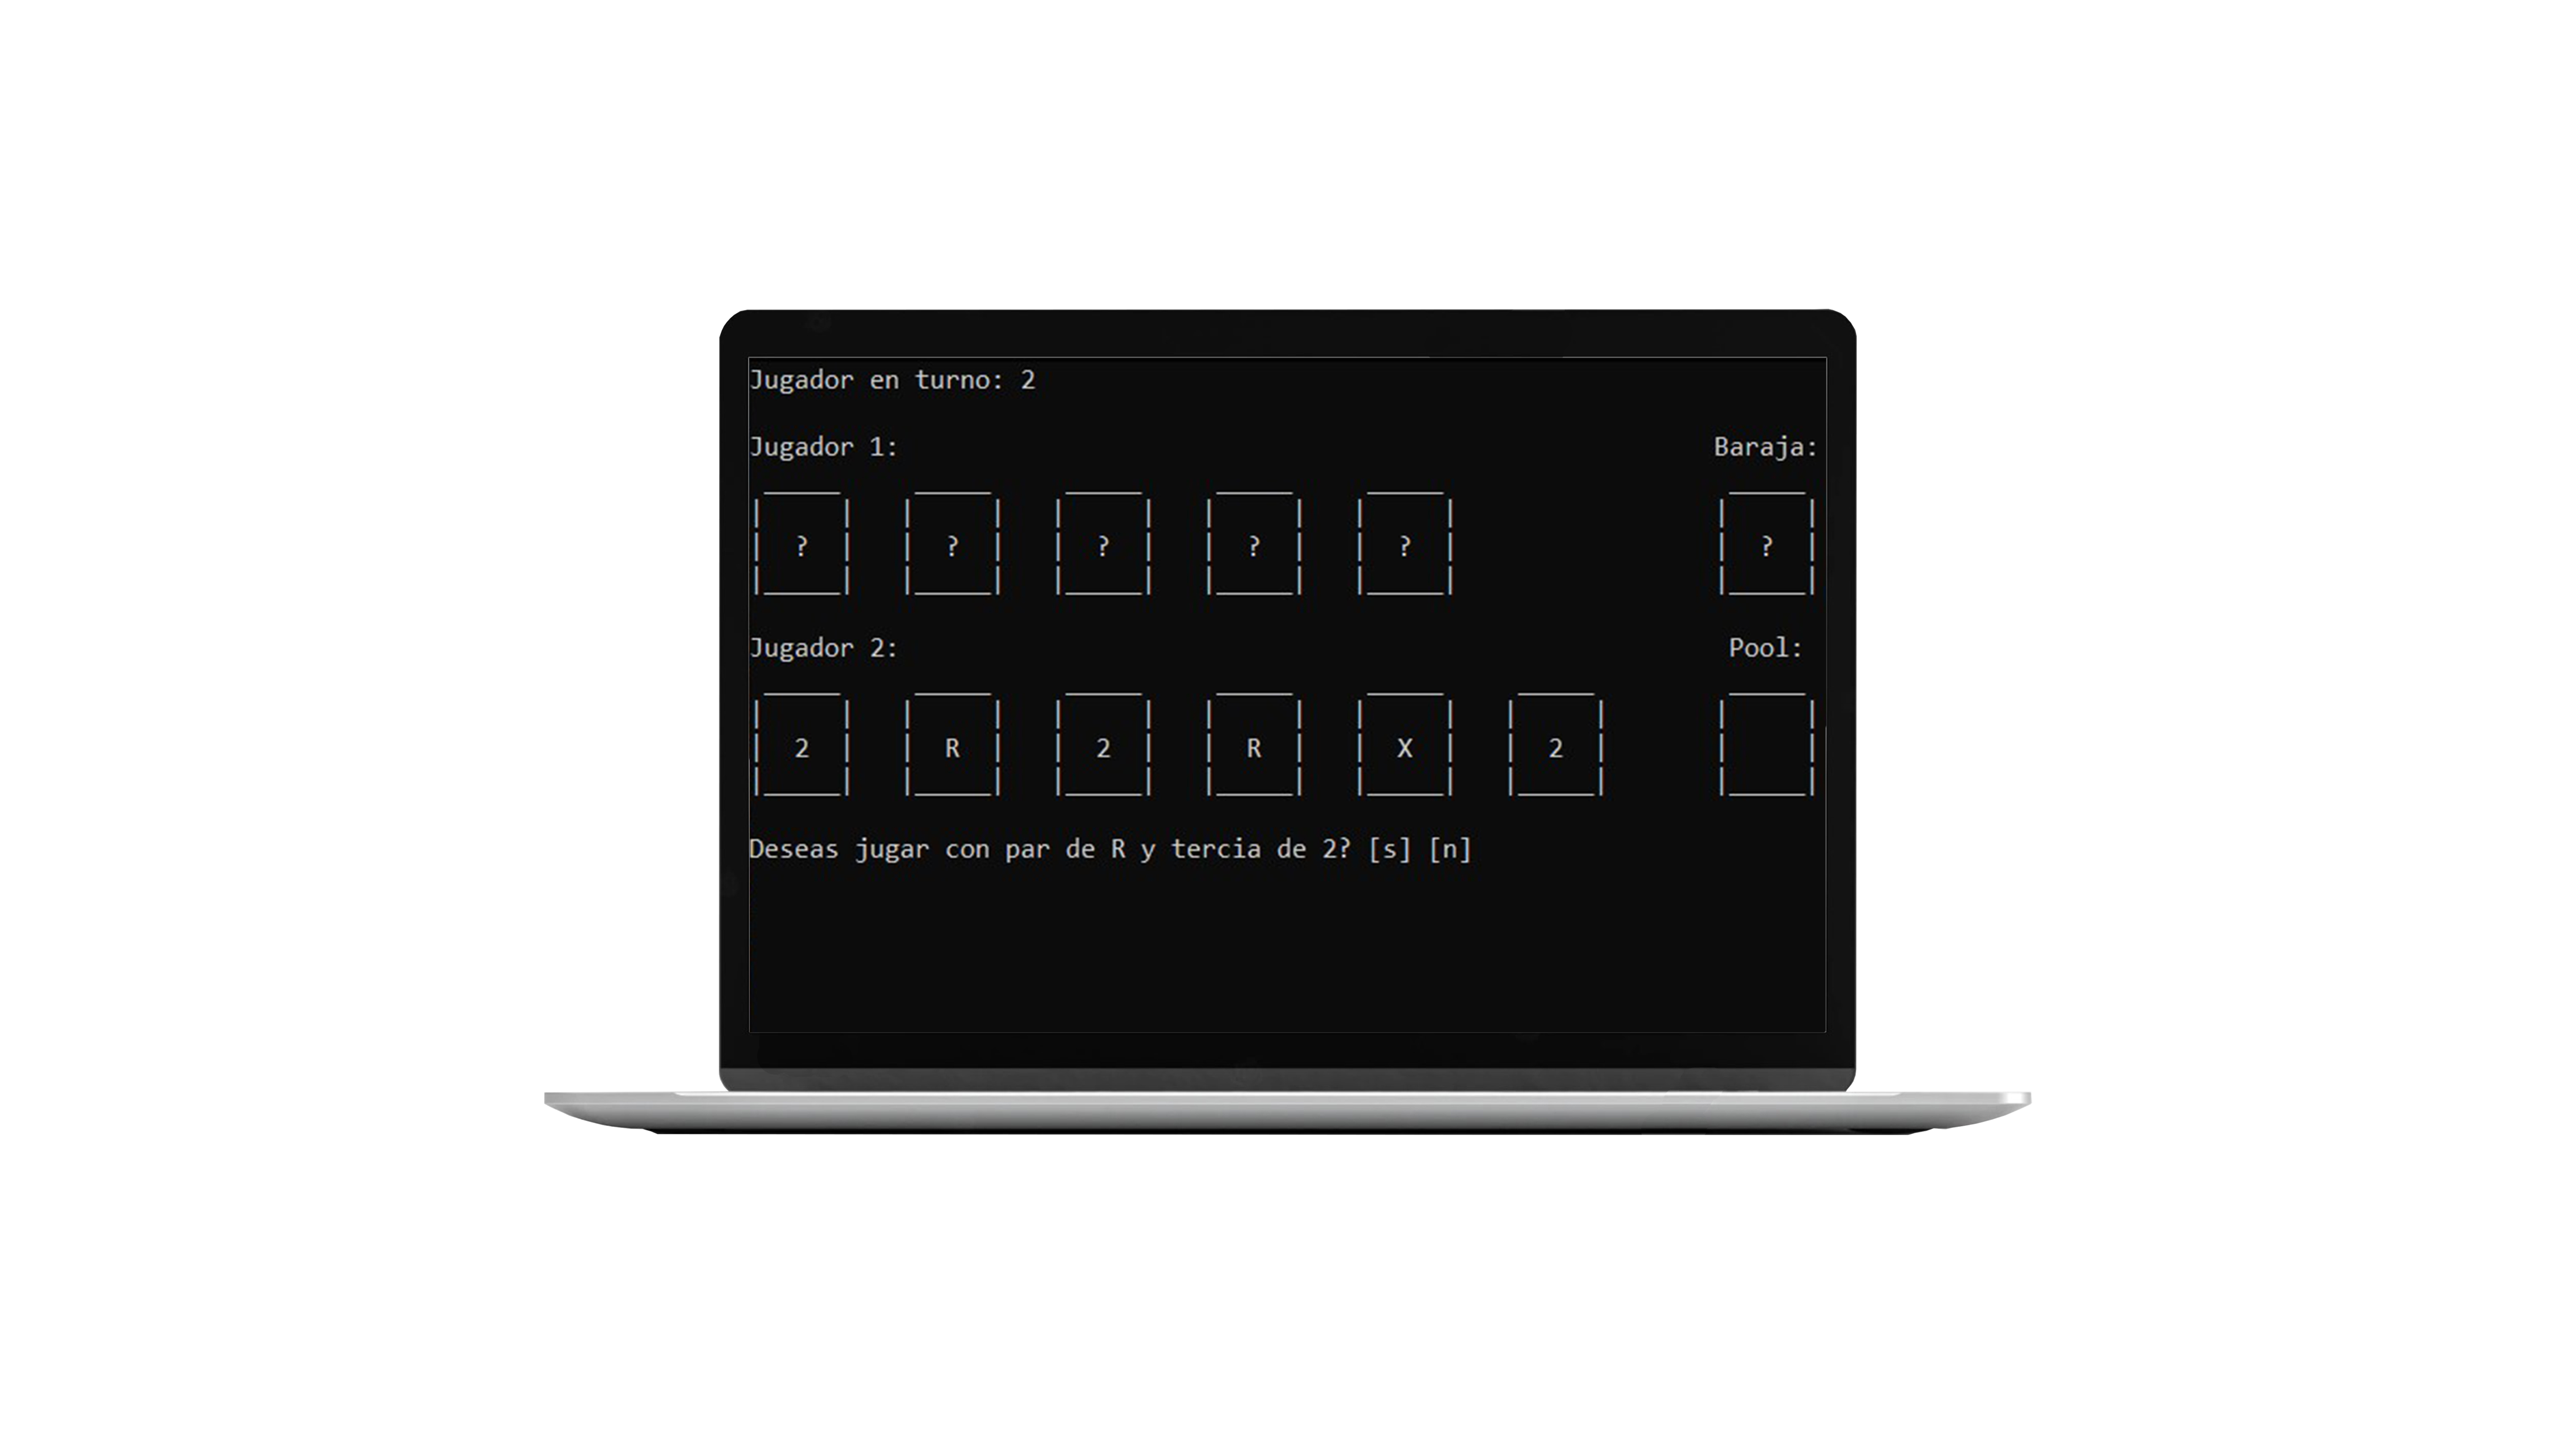 Jugador en turno: 2
Jugador 1: Baraja:
? ? ? ? ? ?
Jugador 2: Pool:
2 R 2 R X 2
Deseas jugar con par de R y tercia de 2? [s] [n]